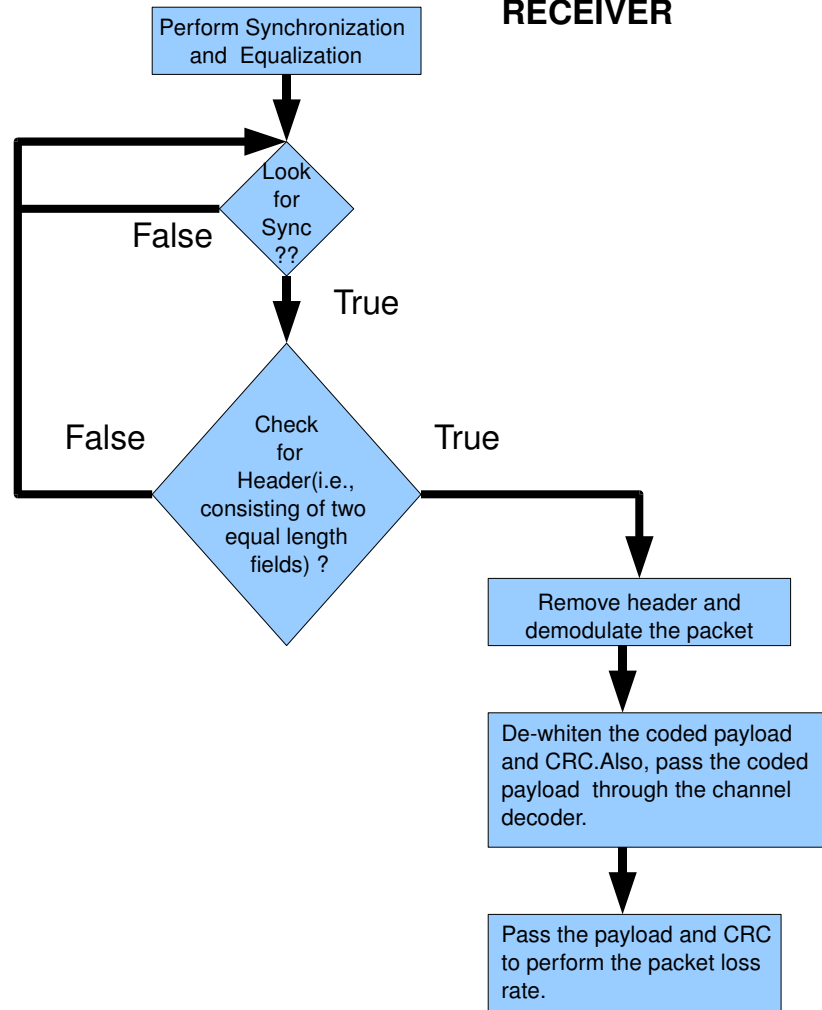 RECEIVER
Perform Synchronization
and Equalization
Look
for
Sync
??
False
True
False
Check
for
Header(i.e.,
consisting of two
equal length
fields) ?
True
Remove header and
demodulate the packet
De-whiten the coded payload
and CRC.Also, pass the coded
payload through the channel
decoder.
Pass the payload and CRC
to perform the packet loss
rate.